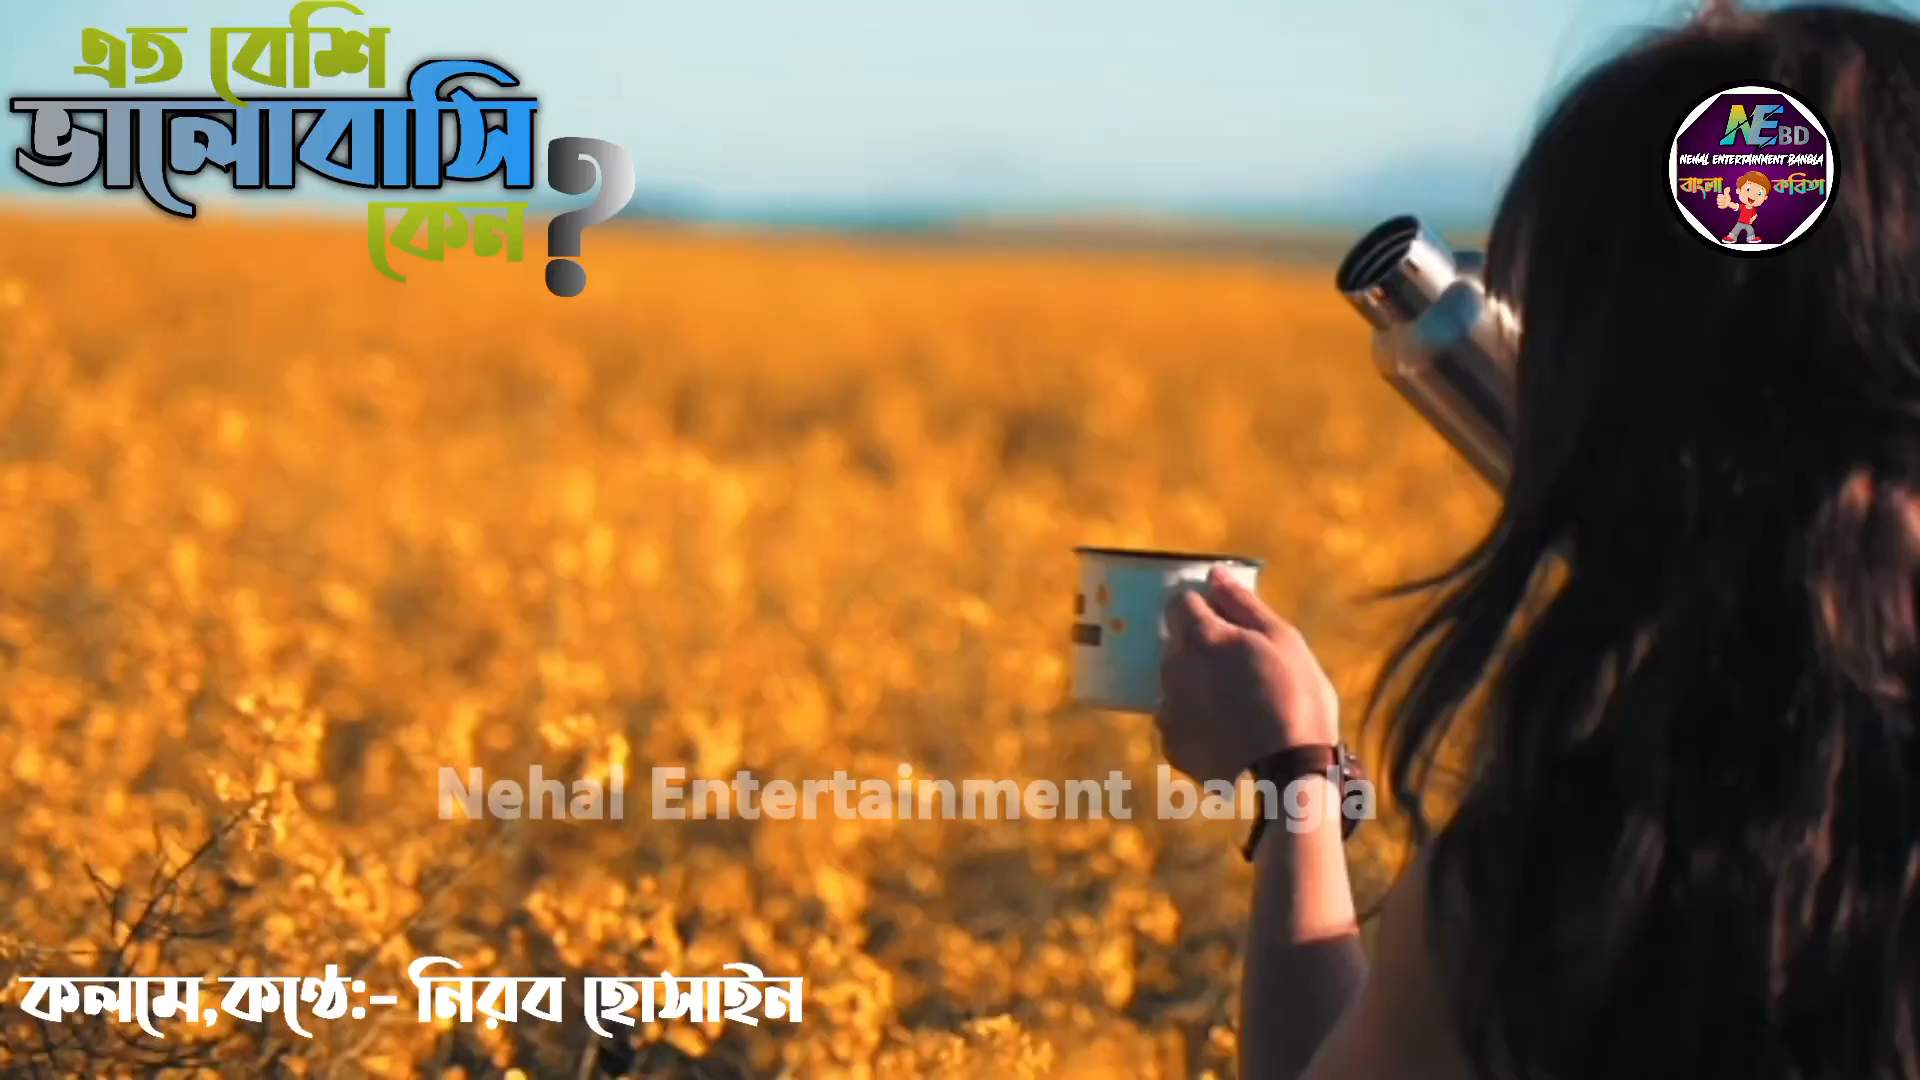 এত বেশি
ভালোবাসি
কেন?
NEBD
NEHAL ENTERTAINMENT BANGLA
বাংলা কবিতা
Nehal Entertainment bangla
কলমে,কণ্ঠে:- নিরব হোসাইন